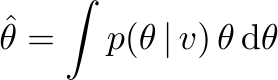 θ̂ = ∫ p(θ | v) θ dθ